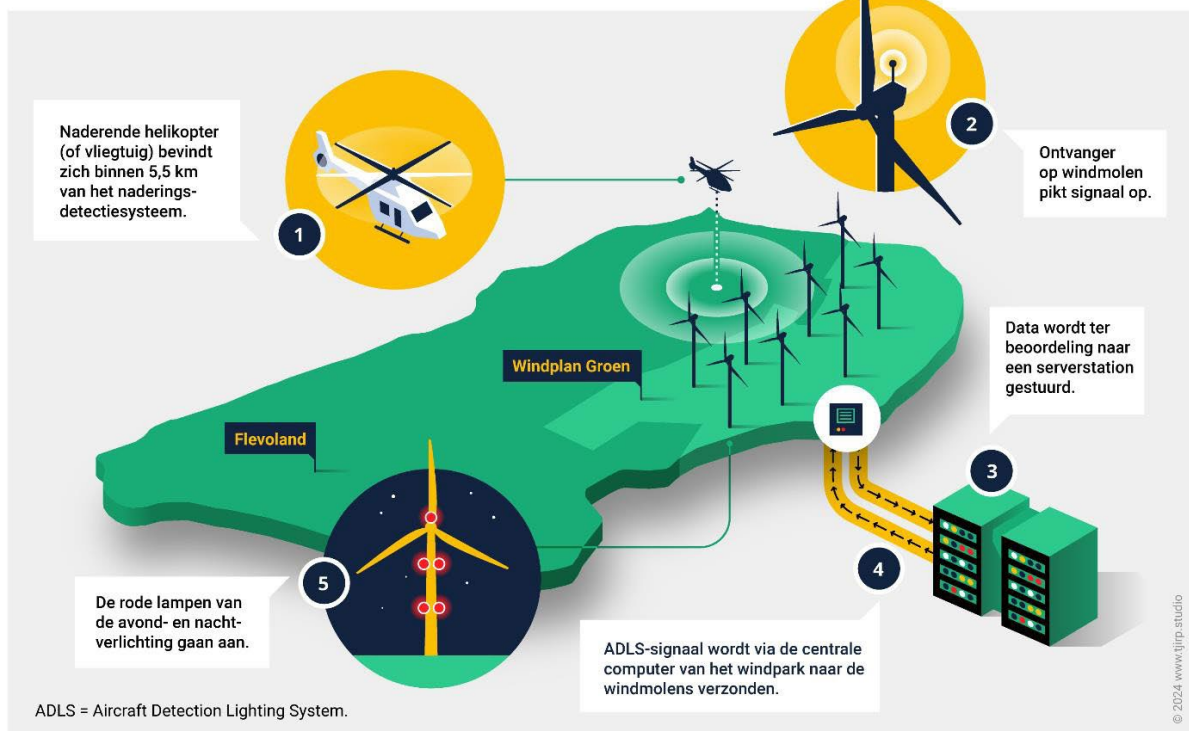 Naderende helikopter
(of vliegtuig) bevindt
zich binnen 5,5 km
van het naderings-
detectiesysteem.
1
2
Ontvanger
op windmolen
pikt signaal op.
Windplan Groen
Flevoland
Data wordt ter
beoordeling naar
een serverstation
gestuurd.
3
4
ADLS-signaal wordt via de centrale
computer van het windpark naar de
windmolens verzonden.
5
De rode lampen van
de avond- en nacht-
verlichting gaan aan.
ADLS = Aircraft Detection Lighting System.
© 2024 www.tjirp.studio